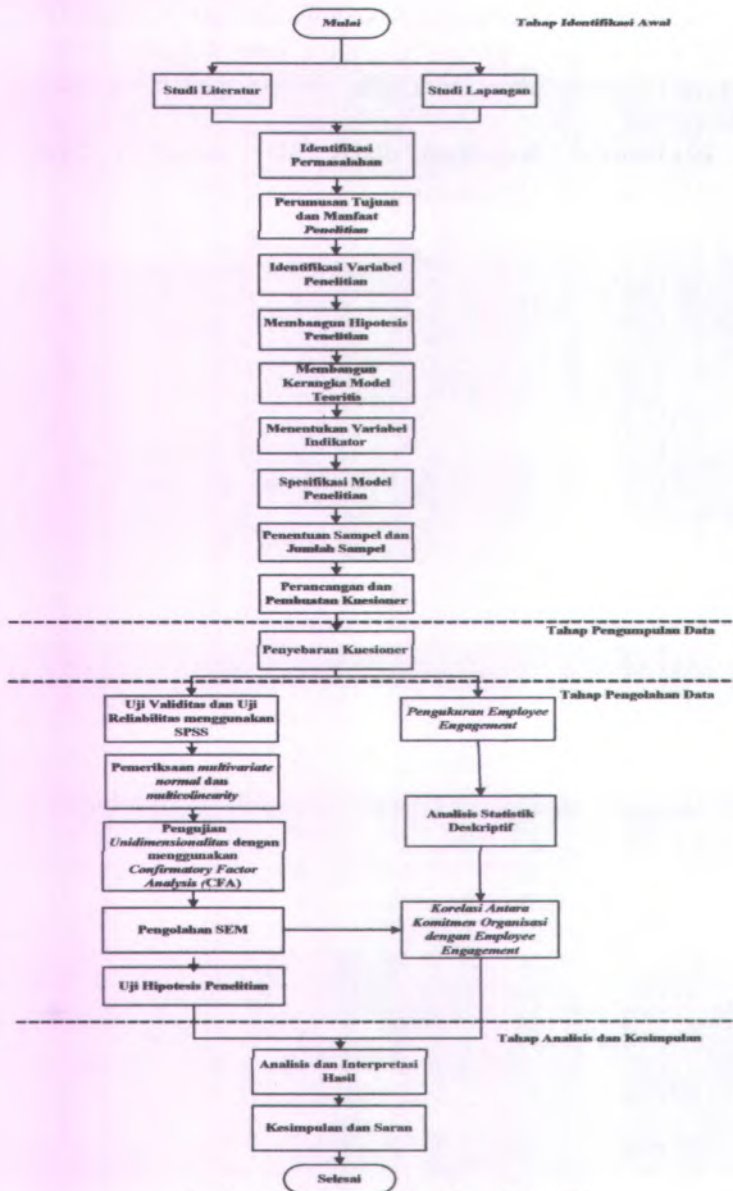 Mulai
Tahap Identifikasi Awal
Studi Literatur
Studi Lapangan
Identifikasi
Permasalahan
Perumusan Tujuan
dan Manfaat
Penelitian
Identifikasi Variabel
Penelitian
Membangun Hipotesis
Penelitian
Membangun
Kerangka Model
Teoritis
Menentukan Variabel
Indikator
Spesifikasi Model
Penelitian
Penentuan Sampel dan
Jumlah Sampel
Perancangan dan
Pembuatan Kuesioner
Tahap Pengumpulan Data
Penyebaran Kuesioner
Tahap Pengolahan Data
Uji Validitas dan Uji
Reliabilitas menggunakan
SPSS
Pemeriksaan multivariate
normal dan
multicolinearity
Pengujian
Unidimensionalitas dengan
menggunakan
Confirmatory Factor
Analysis (CFA)
Pengolahan SEM
Uji Hipotesis Penelitian
Pengukuran Employee
Engagement
Analisis Statistik
Deskriptif
Korelasi Antara
Komitmen Organisasi
dengan Employee
Engagement
Tahap Analisis dan Kesimpulan
Analisis dan Interpretasi
Hasil
Kesimpulan dan Saran
Selesai